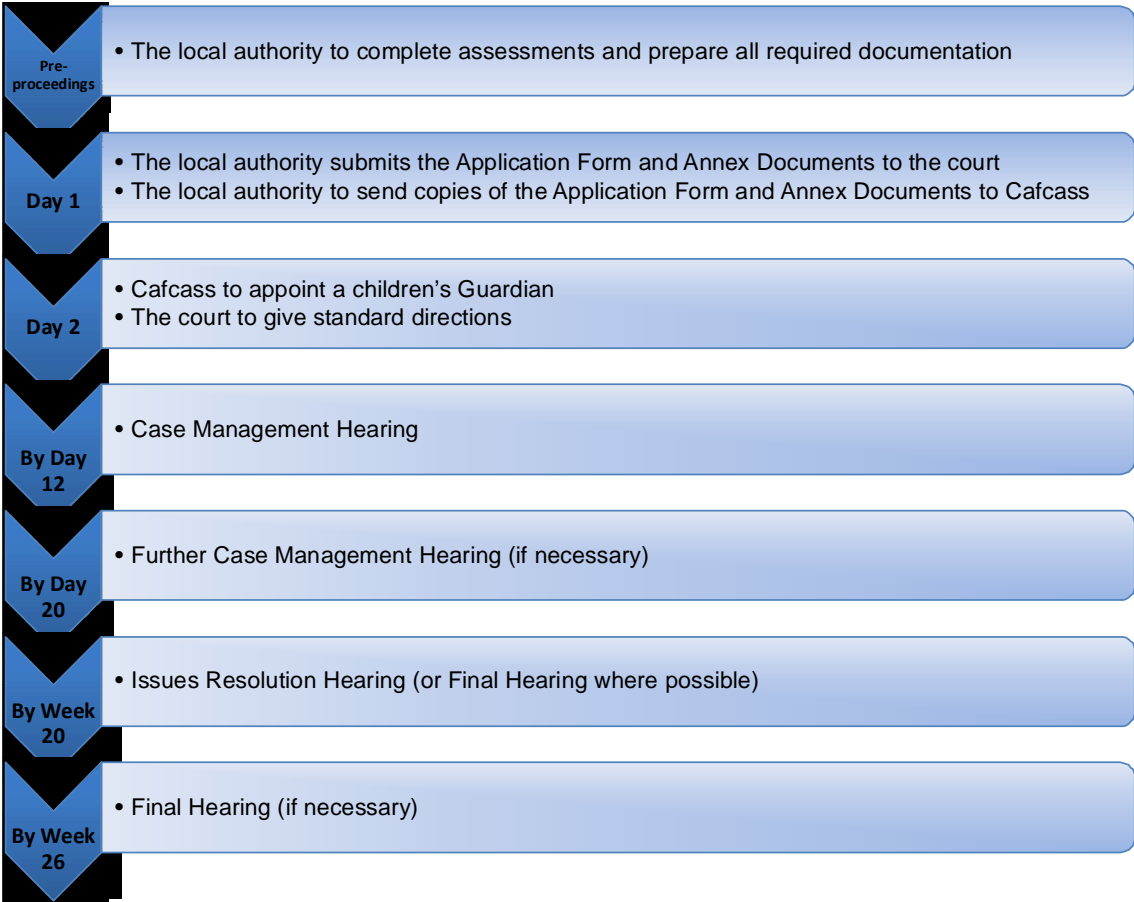 Pre-
proceedings
• The local authority to complete assessments and prepare all required documentation
Day 1
• The local authority submits the Application Form and Annex Documents to the court
• The local authority to send copies of the Application Form and Annex Documents to Cafcass
Day 2
• Cafcass to appoint a children’s Guardian
• The court to give standard directions
By Day
12
• Case Management Hearing
By Day
20
• Further Case Management Hearing (if necessary)
By Week
20
• Issues Resolution Hearing (or Final Hearing where possible)
By Week
26
• Final Hearing (if necessary)